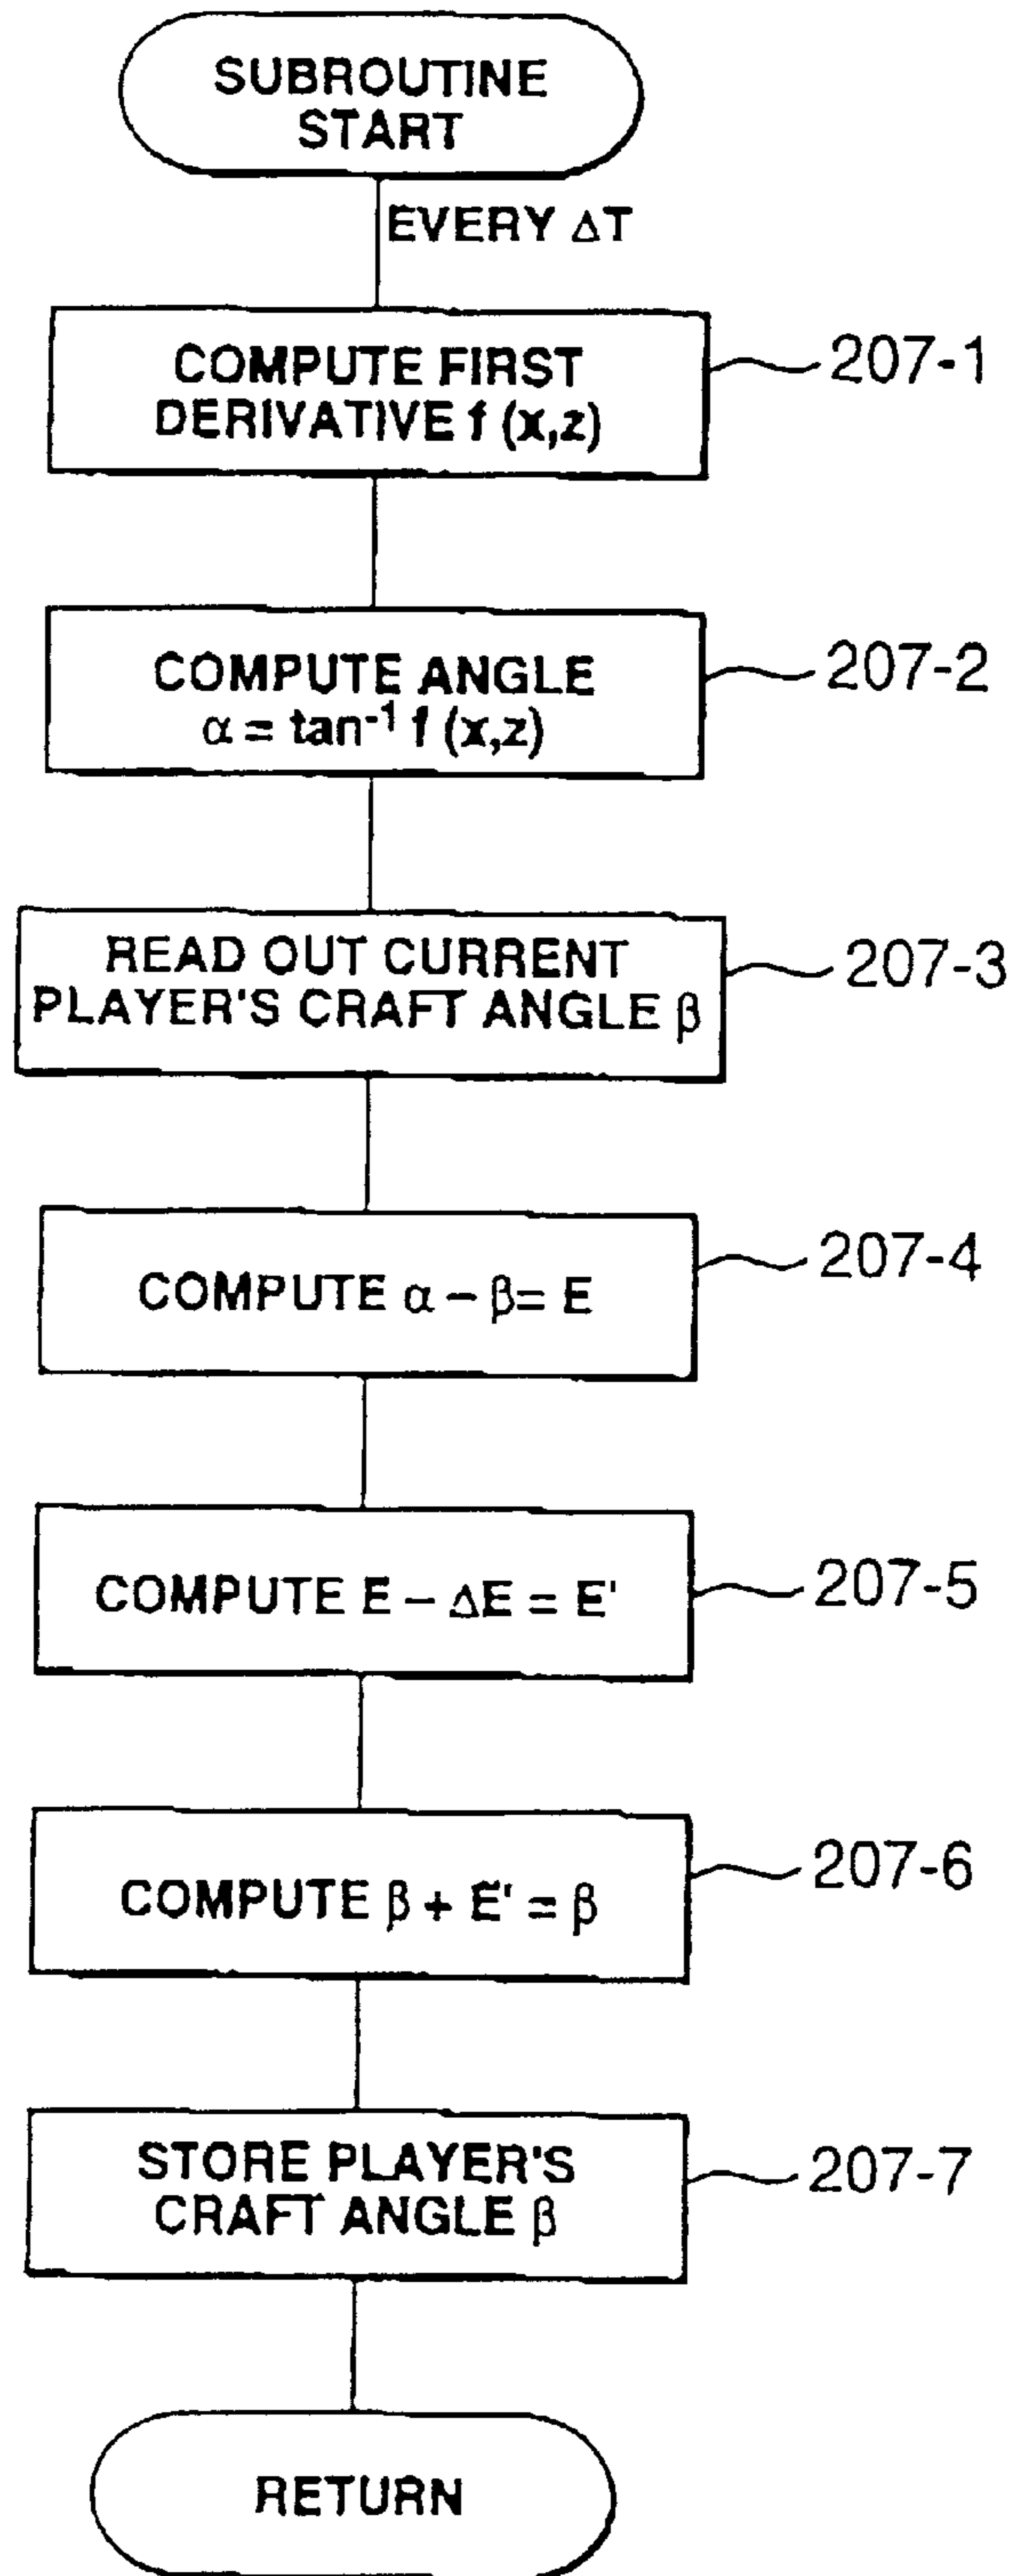 SUBROUTINE
START
EVERY ΔT
COMPUTE FIRST
DERIVATIVE f (x,z)
207-1
COMPUTE ANGLE
α = tan⁻¹ f (x,z)
207-2
READ OUT CURRENT
PLAYER'S CRAFT ANGLE β
207-3
COMPUTE α – β= E
207-4
COMPUTE E – ΔE = E'
207-5
COMPUTE β + E' = β
207-6
STORE PLAYER'S
CRAFT ANGLE β
207-7
RETURN